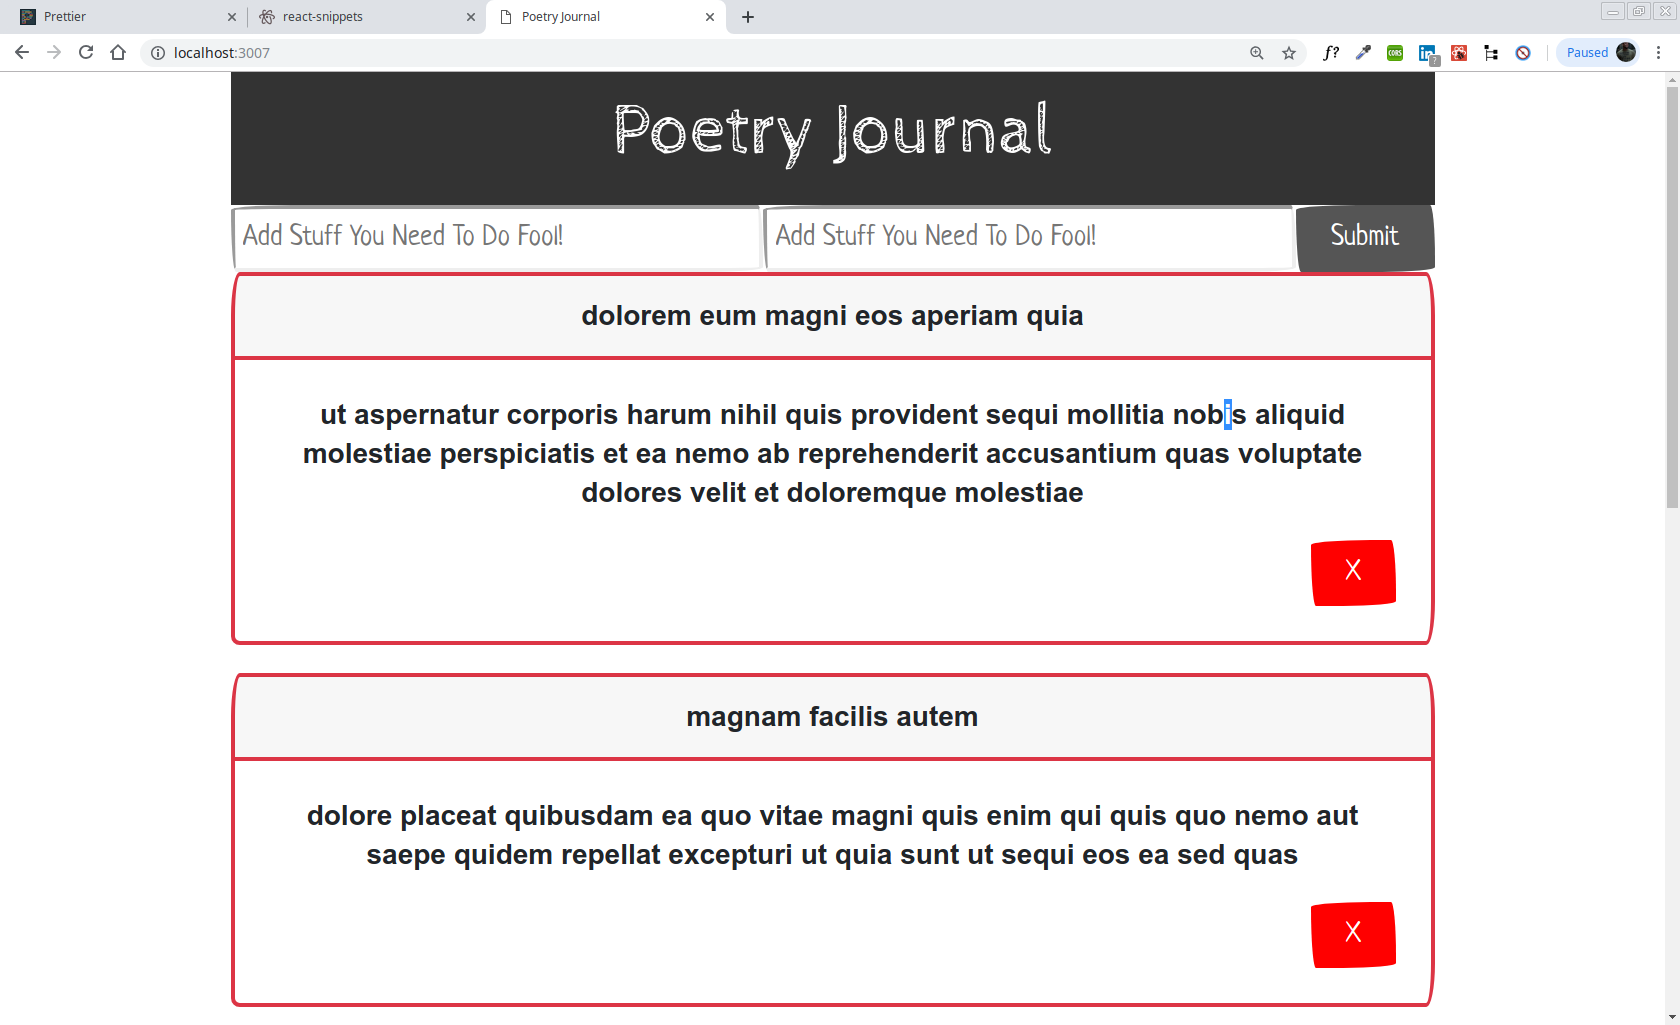 Prettier
react-snippets
Poetry Journal
localhost:3007
f?
CORS
in
?
Paused
Poetry Journal
Add Stuff You Need To Do Fool!
Add Stuff You Need To Do Fool!
Submit
dolorem eum magni eos aperiam quia
ut aspernatur corporis harum nihil quis provident sequi mollitia nobis aliquid
molestiae perspiciatis et ea nemo ab reprehenderit accusantium quas voluptate
dolores velit et doloremque molestiae
X
magnam facilis autem
dolore placeat quibusdam ea quo vitae magni quis enim qui quis quo nemo aut
saepe quidem repellat excepturi ut quia sunt ut sequi eos ea sed quas
X